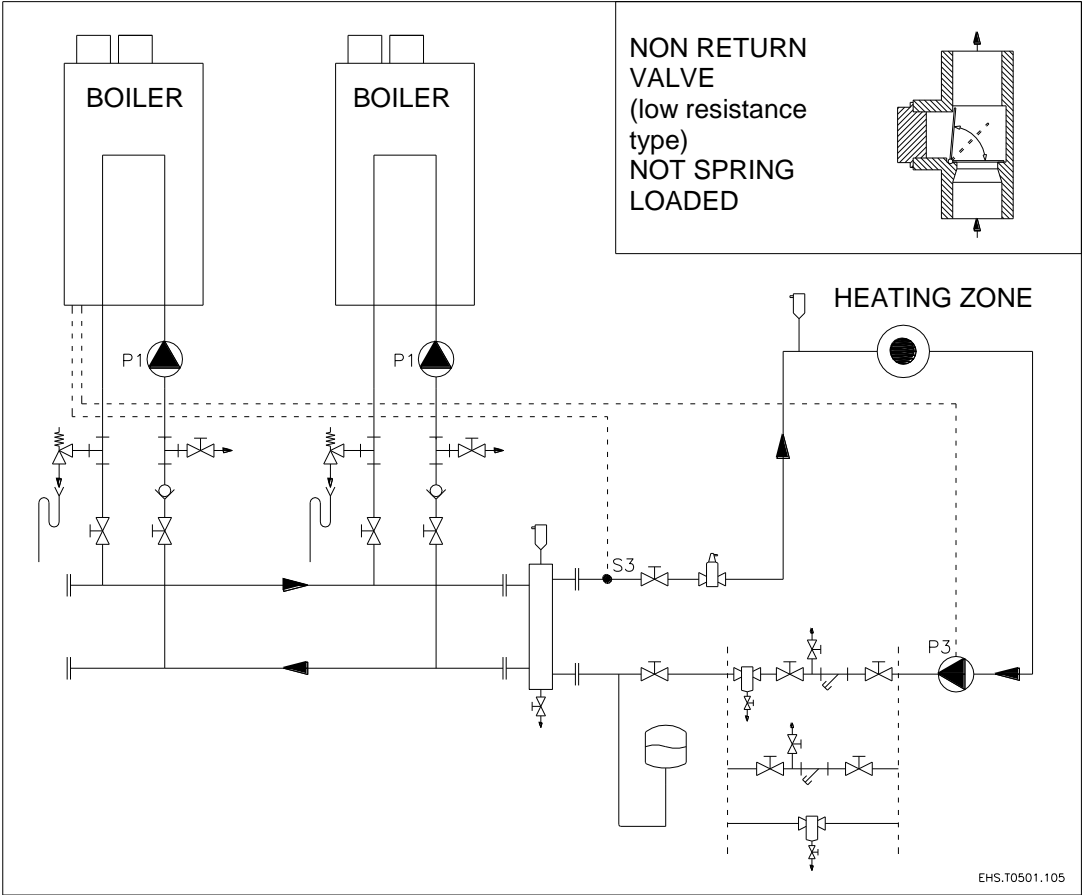 BOILER
BOILER
NON RETURN
VALVE
(low resistance
type)
NOT SPRING
LOADED
HEATING ZONE
P1
P1
S3
P3
EHS.T0501.105